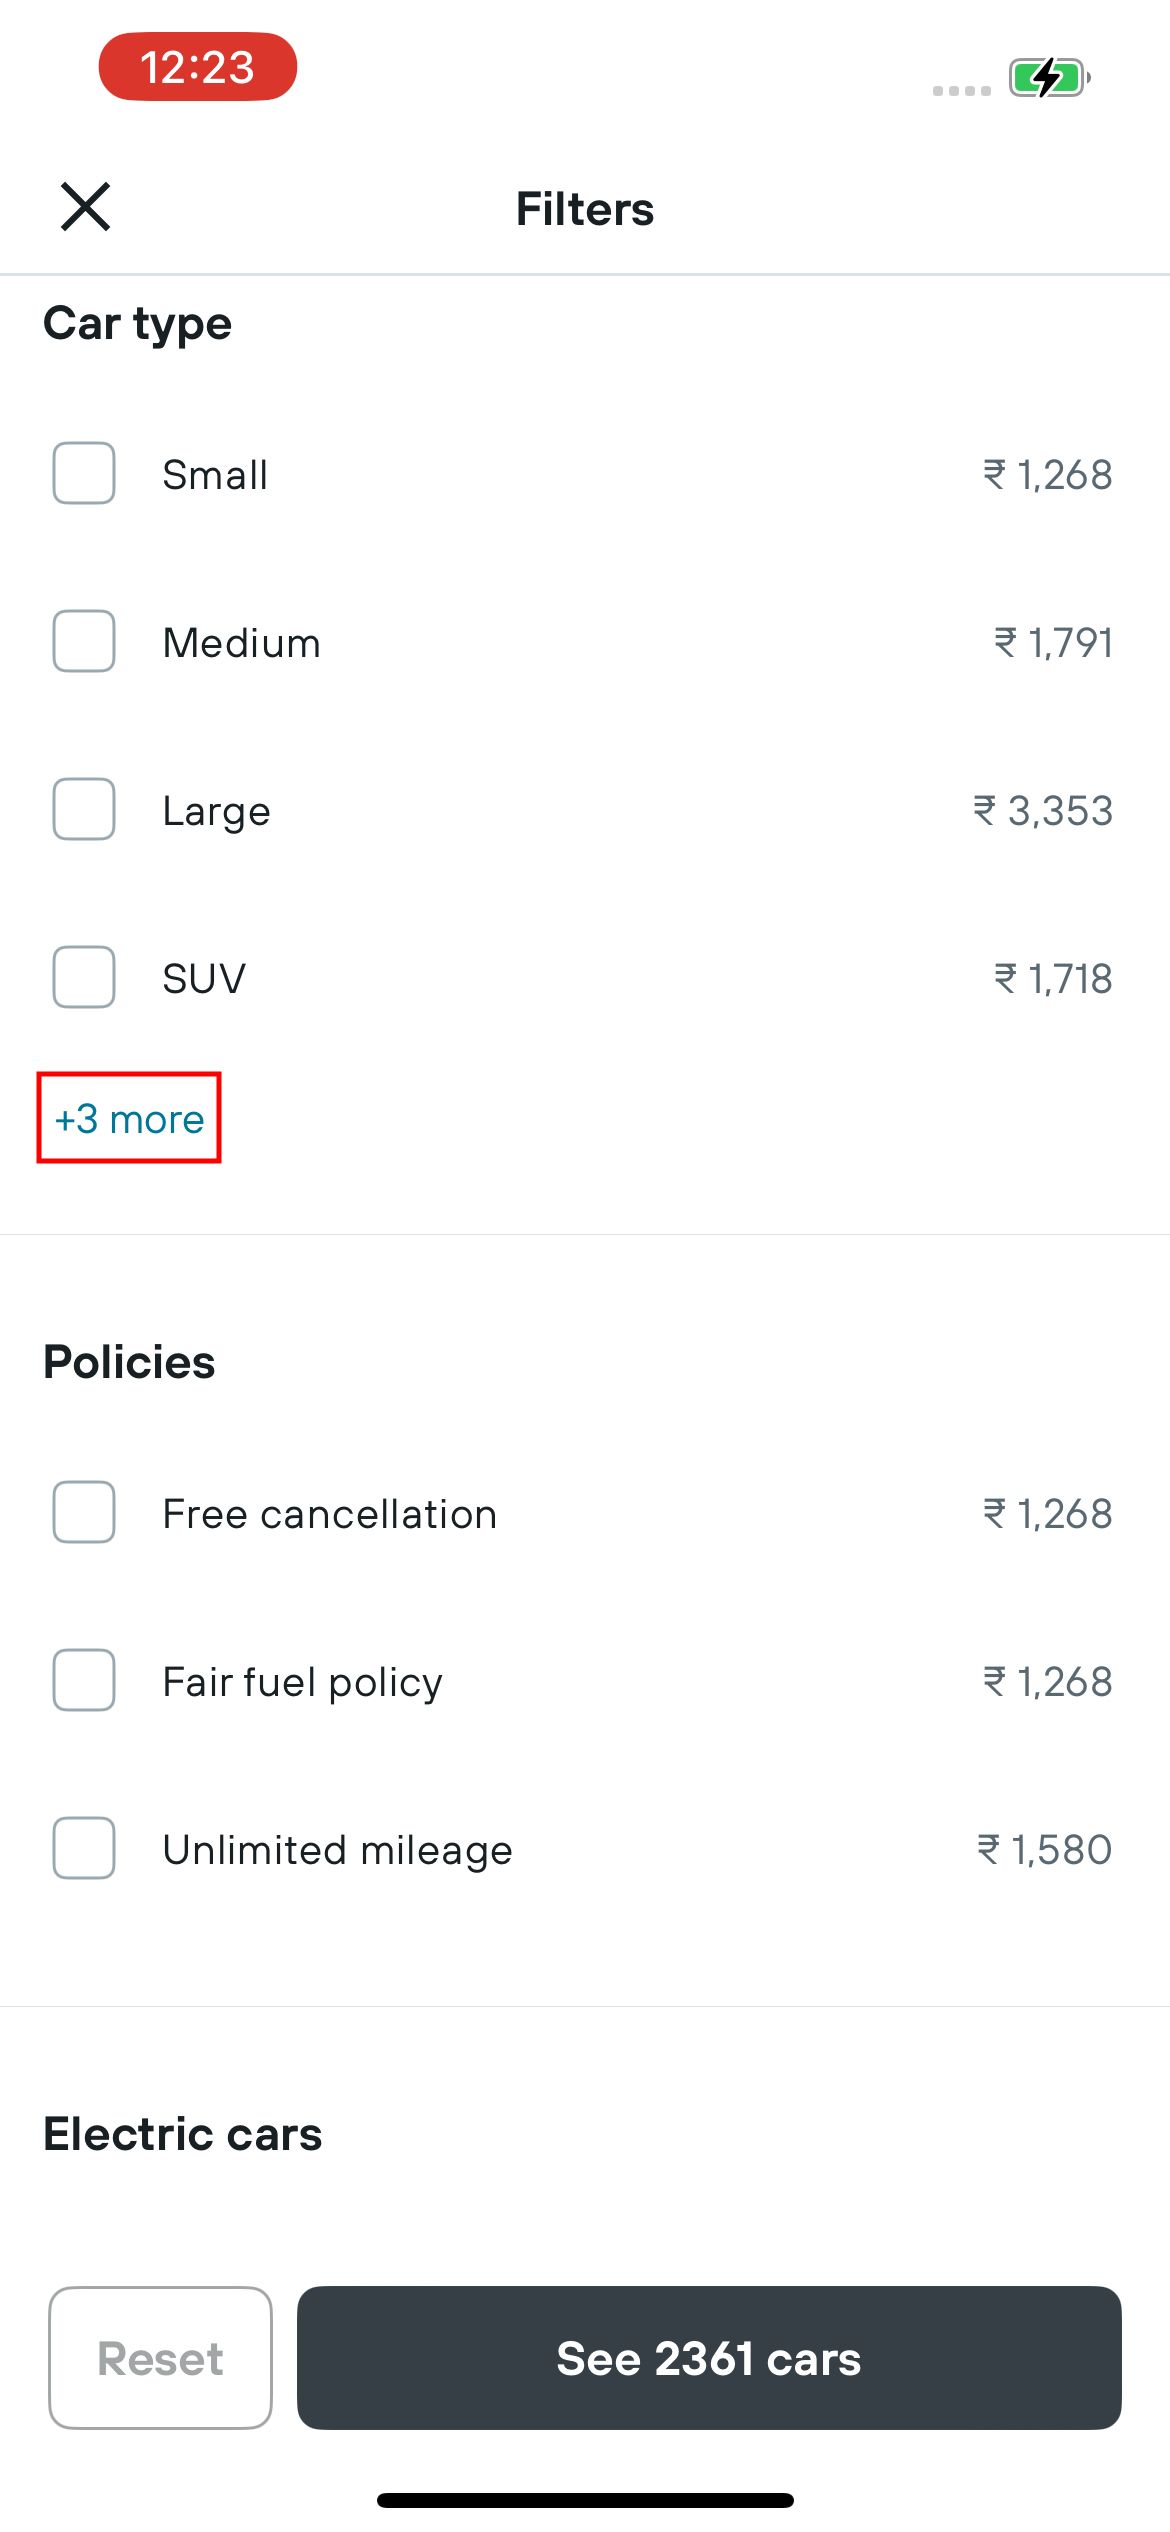 12:23
Filters
Car type
Small ₹ 1,268
Medium ₹ 1,791
Large ₹ 3,353
SUV ₹ 1,718
+3 more
Policies
Free cancellation ₹ 1,268
Fair fuel policy ₹ 1,268
Unlimited mileage ₹ 1,580
Electric cars
Reset See 2361 cars